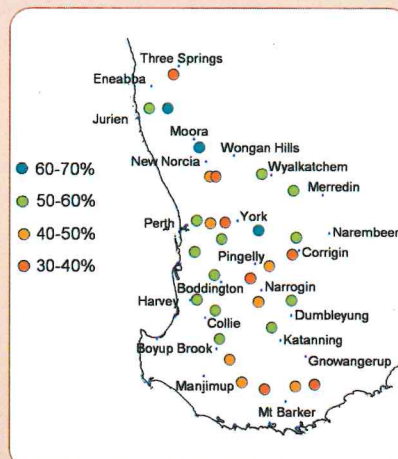 Three Springs
Eneabba
Jurien
Moora
Wongan Hills
New Norcia
Wyalkatchem
60-70%
Merredin
50-60%
Perth
York
Narembeen
40-50%
Pingelly
Corrigin
30-40%
Boddington
Narrogin
Harvey
Dumbleyung
Collie
Katanning
Boyup Brook
Gnowangerup
Manjimup
Mt Barker